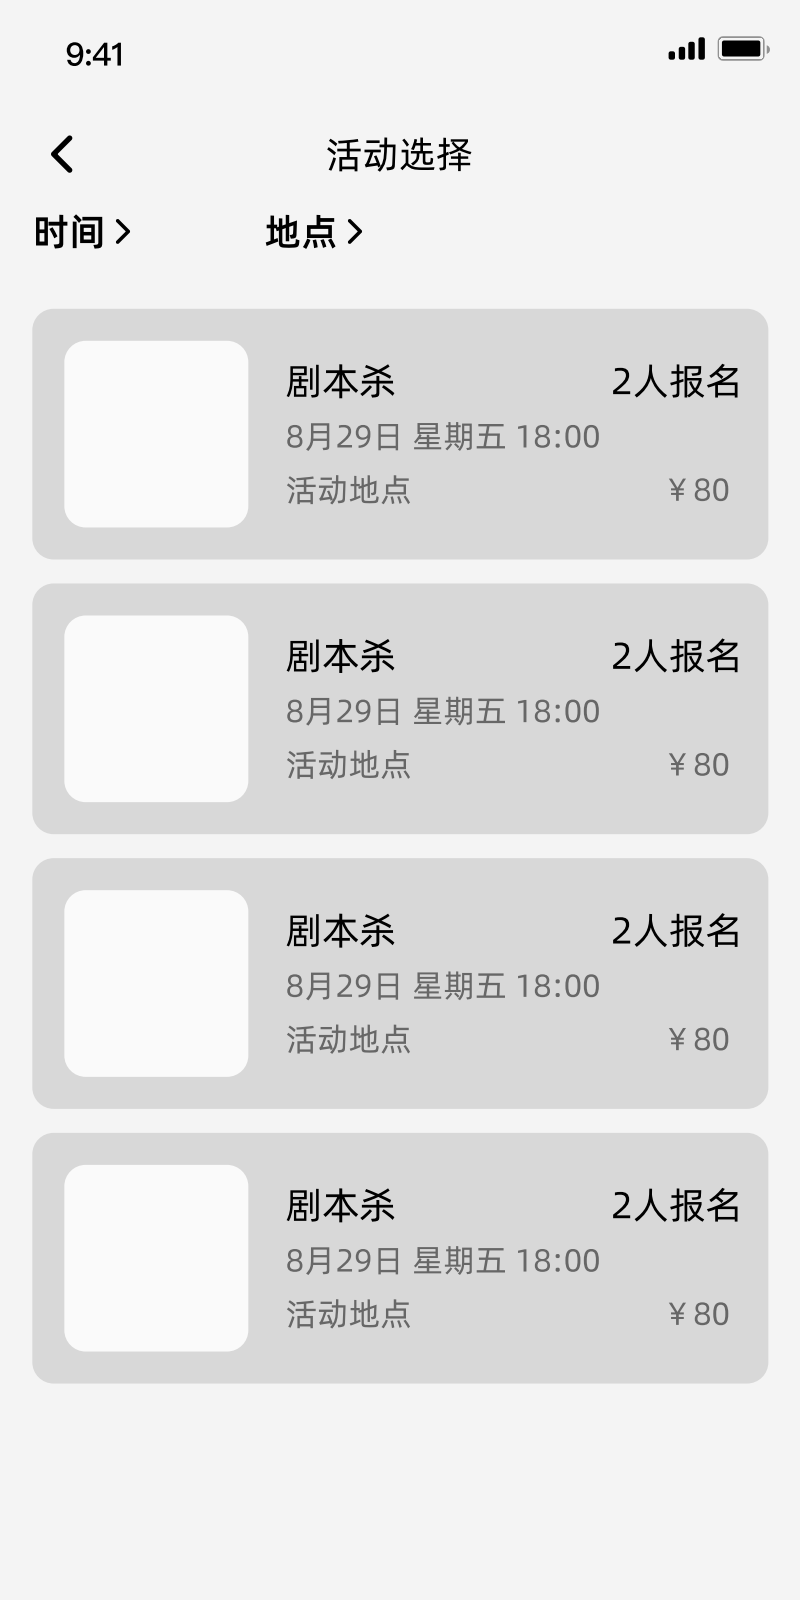 9:41
活动选择
时间 地点
剧本杀 2人报名
8月29日 星期五 18:00
活动地点 ¥80
剧本杀 2人报名
8月29日 星期五 18:00
活动地点 ¥80
剧本杀 2人报名
8月29日 星期五 18:00
活动地点 ¥80
剧本杀 2人报名
8月29日 星期五 18:00
活动地点 ¥80